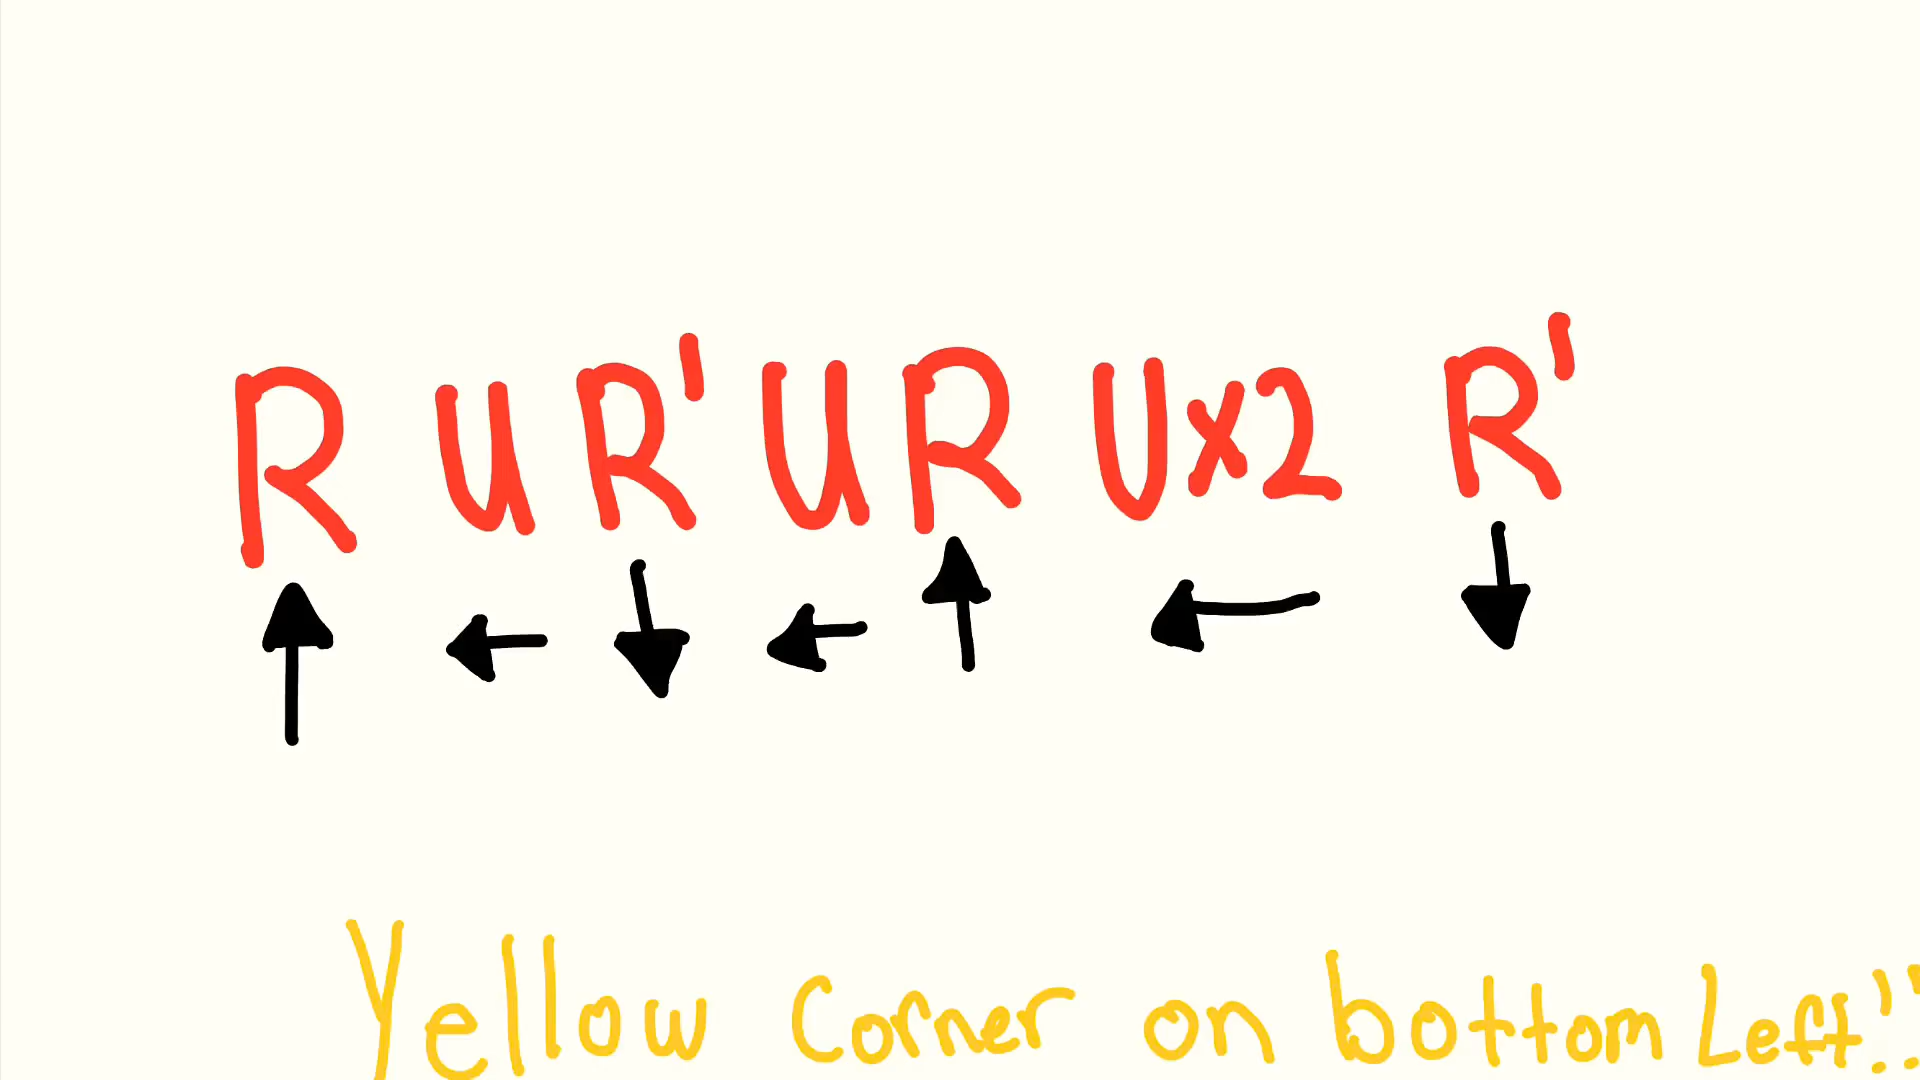 R U R' U R Ux2 R'
Yellow Corner on bottom Left!!